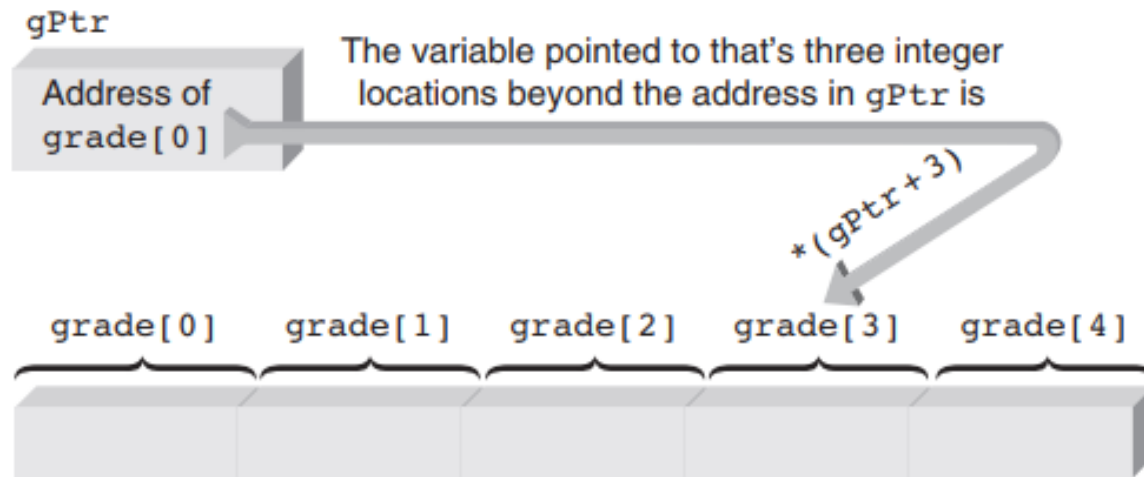 gPtr
The variable pointed to that's three integer
locations beyond the address in gPtr is
Address of
grade[0]
*(gPtr + 3)
grade[0] grade[1] grade[2] grade[3] grade[4]